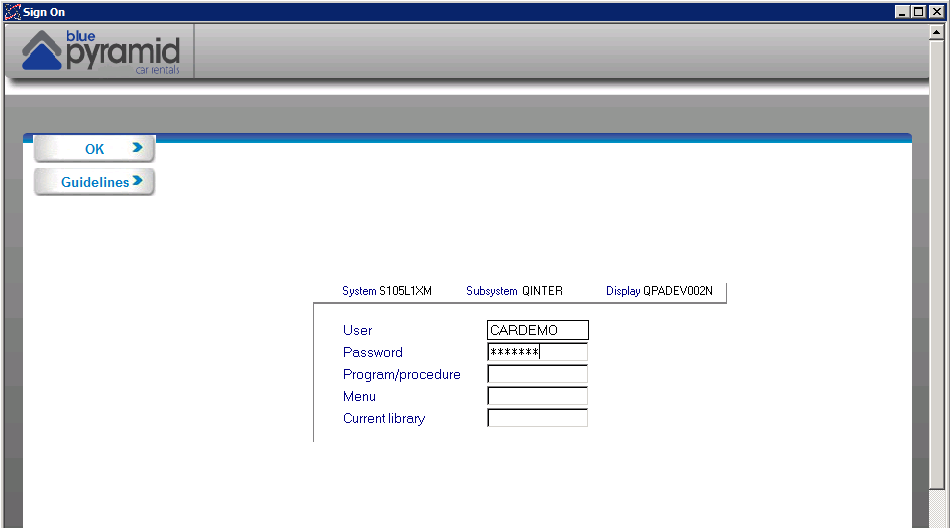 Sign On
blue
pyramid
car rentals
OK
Guidelines
System S105L1XM Subsystem QINTER Display QPADEV002N
User CARDEMO
Password *******
Program/procedure
Menu
Current library